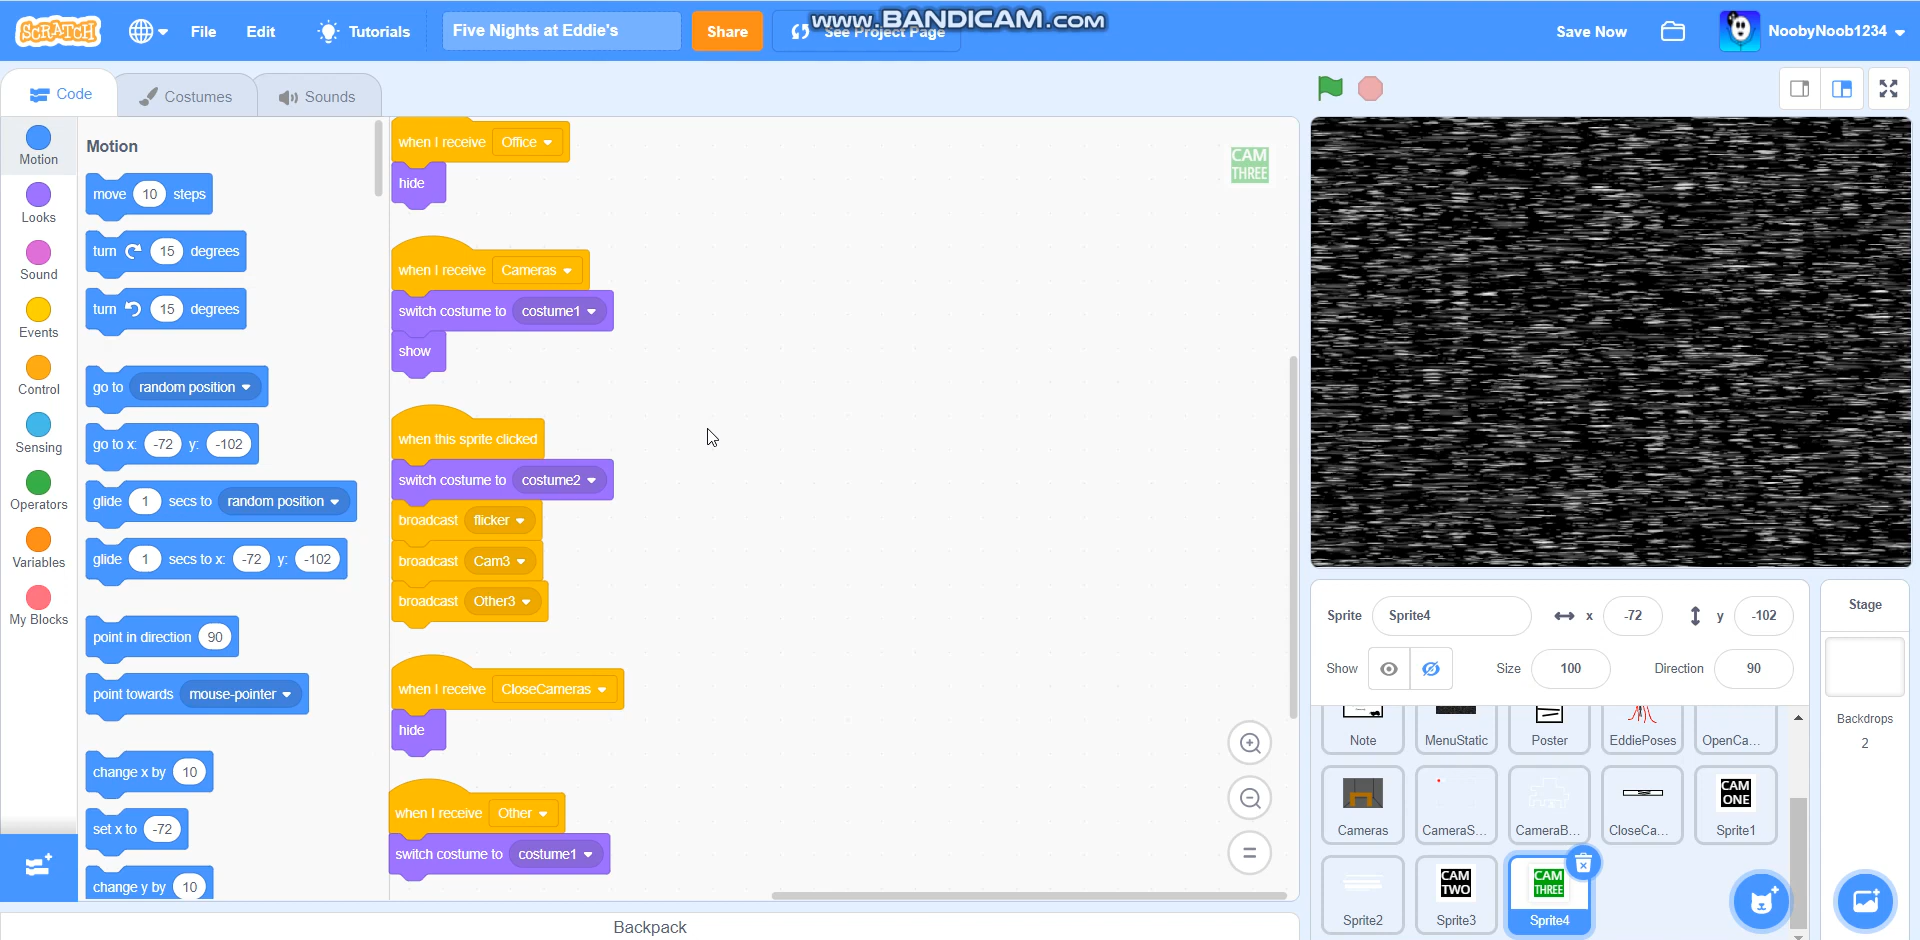 SCRATCH
File
Edit
Tutorials
Five Nights at Eddie's
Share
See Project Page
www.BANDICAM.com
Save Now
NoobyNoob1234
Code
Costumes
Sounds
Motion
Looks
Sound
Events
Control
Sensing
Operators
Variables
My Blocks
Motion
move 10 steps
turn 15 degrees
turn 15 degrees
go to random position
go to x: -72 y: -102
glide 1 secs to random position
glide 1 secs to x: -72 y: -102
point in direction 90
point towards mouse-pointer
change x by 10
set x to -72
change y by 10
when I receive Office
hide
when I receive Cameras
switch costume to costume1
show
when this sprite clicked
switch costume to costume2
broadcast flicker
broadcast Cam3
broadcast Other3
when I receive CloseCameras
hide
when I receive Other
switch costume to costume1
CAM
THREE
Backpack
Sprite Sprite4 x -72 y -102
Show Size 100 Direction 90
Note
MenuStatic
Poster
EddiePoses
OpenCa...
Cameras
CameraS...
CameraB...
CloseCa...
CAM
ONE
Sprite1
Sprite2
CAM
TWO
Sprite3
CAM
THREE
Sprite4
Stage
Backdrops
2